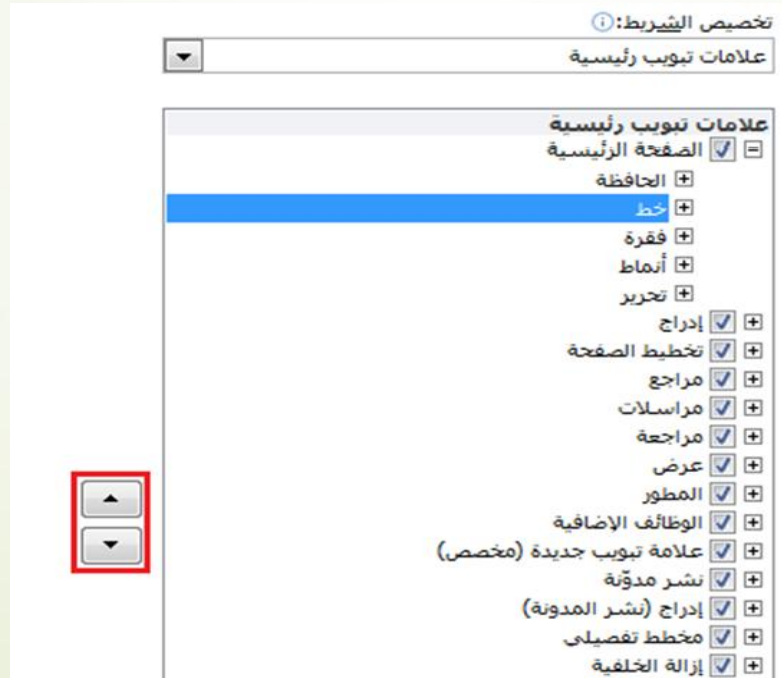 تخصيص الشريط:
علامات تبويب رئيسية
علامات تبويب رئيسية
الصفحة الرئيسية
الحافظة
خط
فقرة
أنماط
تحرير
إدراج
تخطيط الصفحة
مراجع
مراسلات
مراجعة
عرض
المطور
الوظائف الإضافية
علامة تبويب جديدة (مخصص)
نشر مدوّنة
إدراج (نشر المدونة)
مخطط تفصيلي
إزالة الخلفية